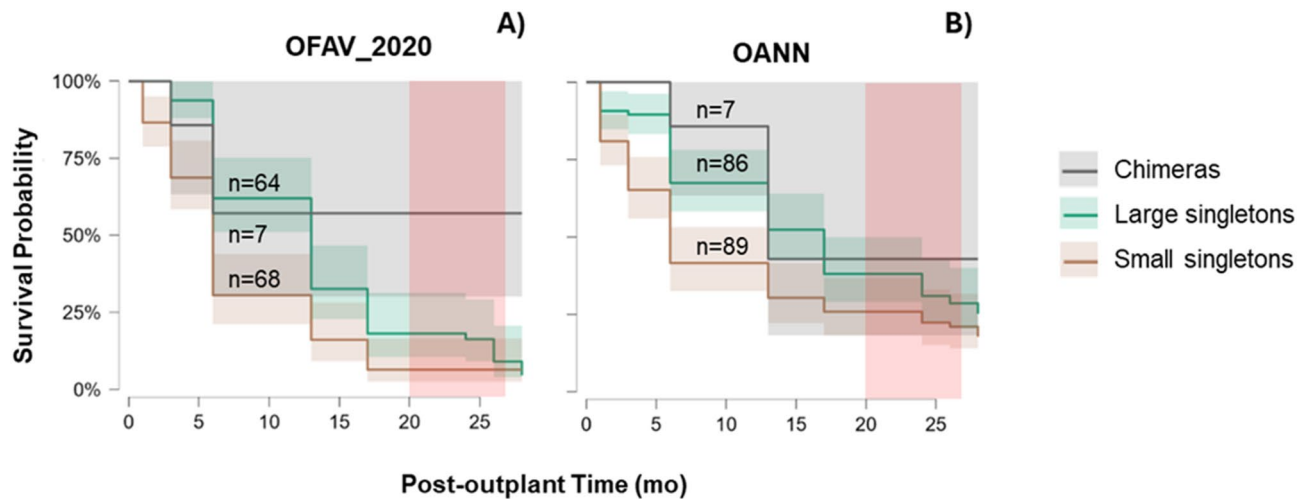 A)
OFAV_2020
B)
OANN
Survival Probability
100%
75%
50%
25%
0%
n=64
n=7
n=68
0 5 10 15 20 25
n=7
n=86
n=89
0 5 10 15 20 25
Chimeras
Large singletons
Small singletons
Post-outplant Time (mo)